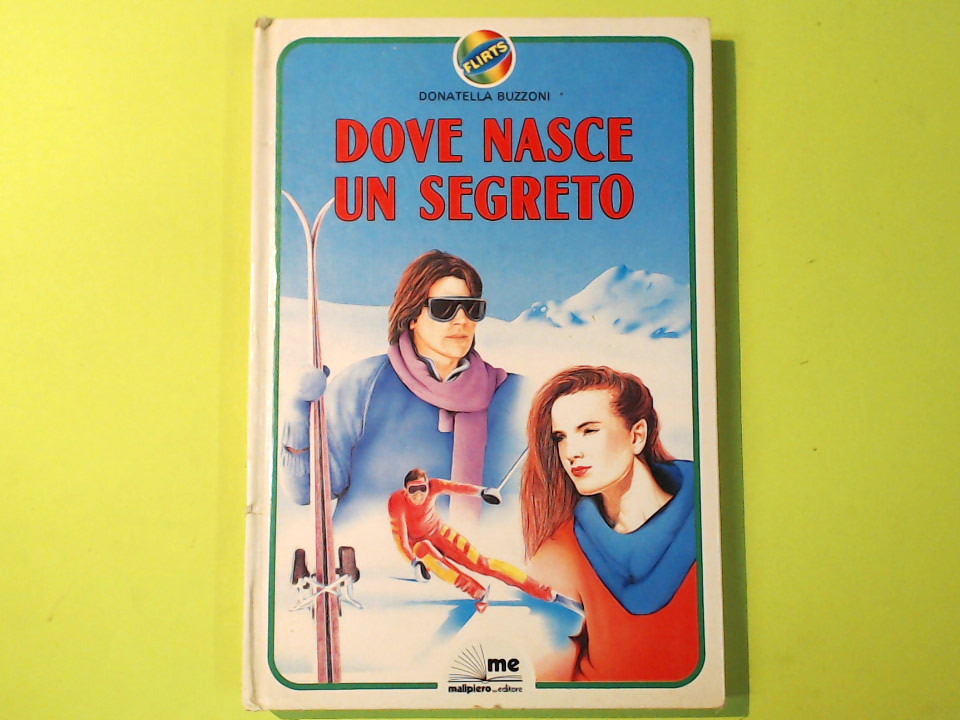 FLIRTS
DONATELLA BUZZONI
DOVE NASCE
UN SEGRETO
me
malipiero s.p.a. editore